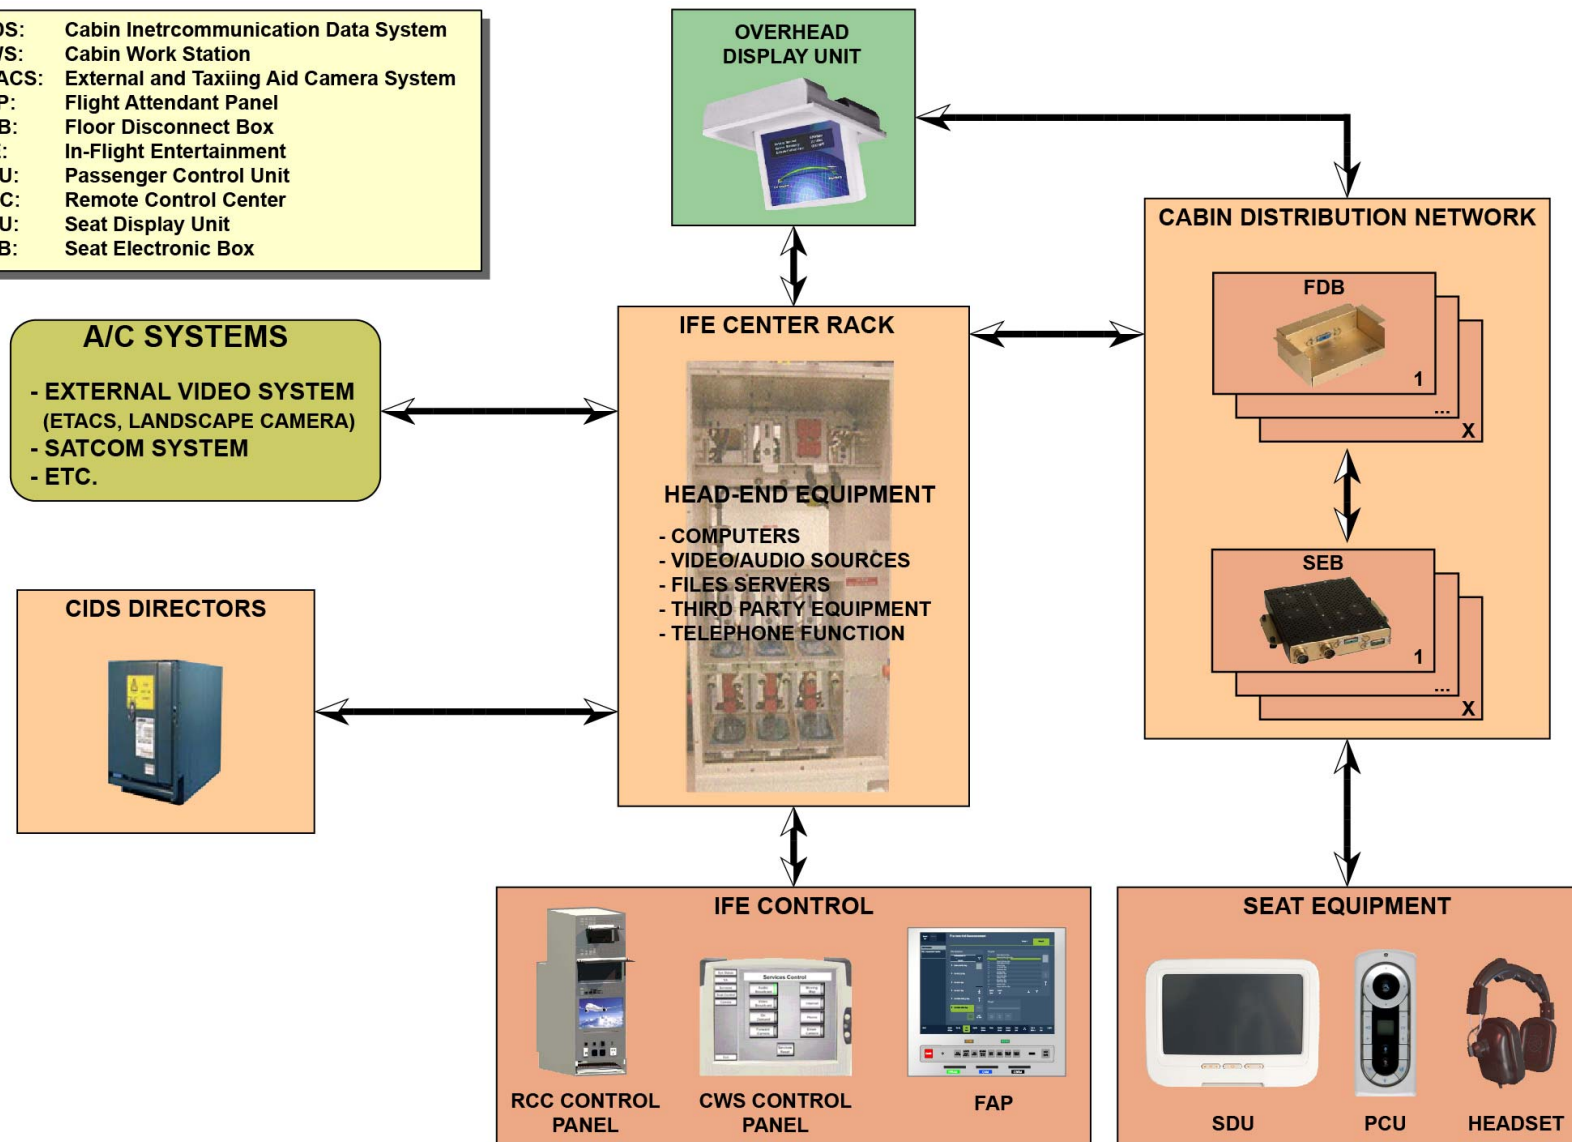 DS: Cabin Inetrcommunication Data System
WS: Cabin Work Station
ACS: External and Taxiing Aid Camera System
P: Flight Attendant Panel
B: Floor Disconnect Box
E: In-Flight Entertainment
U: Passenger Control Unit
C: Remote Control Center
U: Seat Display Unit
B: Seat Electronic Box
OVERHEAD
DISPLAY UNIT
CABIN DISTRIBUTION NETWORK
FDB
1
...
X
SEB
1
...
X
A/C SYSTEMS
- EXTERNAL VIDEO SYSTEM
(ETACS, LANDSCAPE CAMERA)
- SATCOM SYSTEM
- ETC.
IFE CENTER RACK
HEAD-END EQUIPMENT
- COMPUTERS
- VIDEO/AUDIO SOURCES
- FILES SERVERS
- THIRD PARTY EQUIPMENT
- TELEPHONE FUNCTION
CIDS DIRECTORS
IFE CONTROL
Services Control
RCC CONTROL
PANEL
CWS CONTROL
PANEL
FAP
SEAT EQUIPMENT
SDU
PCU
HEADSET